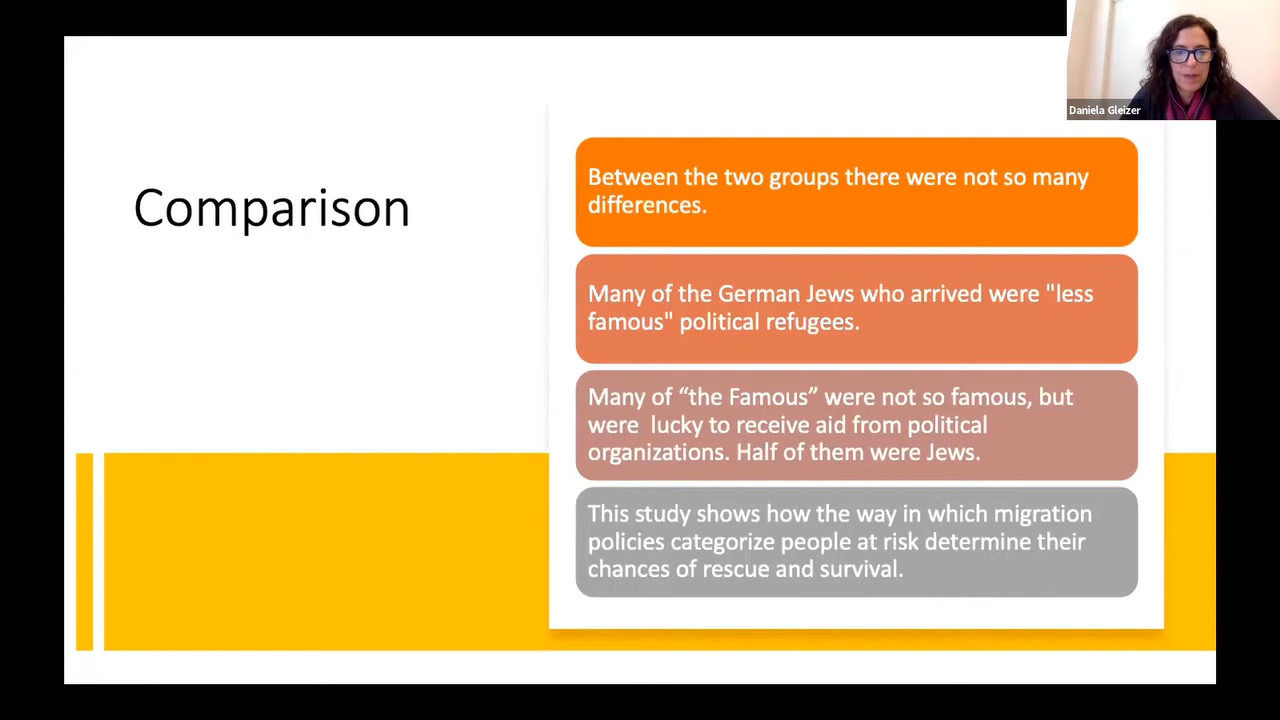 Daniela Gleizer
Comparison
Between the two groups there were not so many
differences.
Many of the German Jews who arrived were "less
famous" political refugees.
Many of “the Famous” were not so famous, but
were  lucky to receive aid from political
organizations. Half of them were Jews.
This study shows how the way in which migration
policies categorize people at risk determine their
chances of rescue and survival.